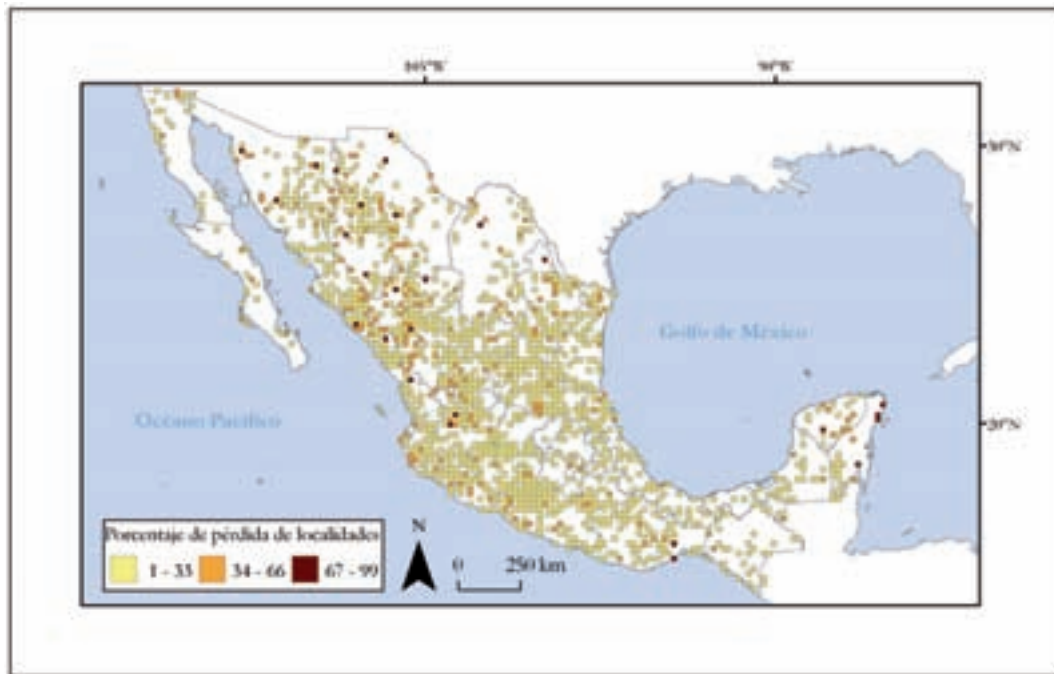 105°W 90°W
30°N
Golfo de México
Océano Pacífico
20°N
Porcentaje de pérdida de localidades
1 - 33 34 - 66 67 - 99
N
0 250 km